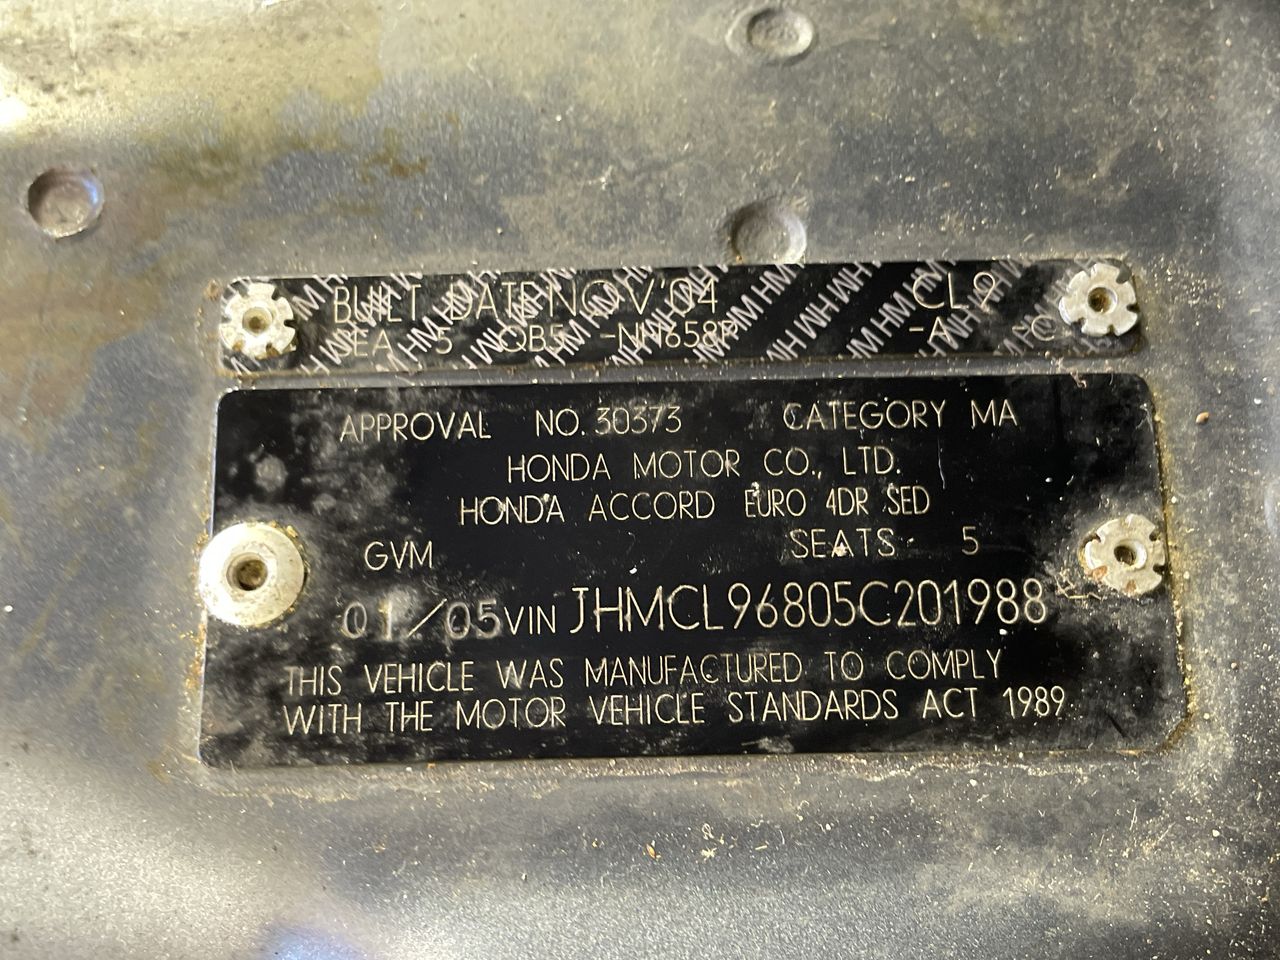 BUILT DATE NOV '04 CL9
5 -NH658P -A C
APPROVAL NO. 30373 CATEGORY MA
HONDA MOTOR CO., LTD.
HONDA ACCORD EURO 4DR SED
GVM SEATS 5
01/05 VIN JHMCL96805C201988
THIS VEHICLE WAS MANUFACTURED TO COMPLY
WITH THE MOTOR VEHICLE STANDARDS ACT 1989